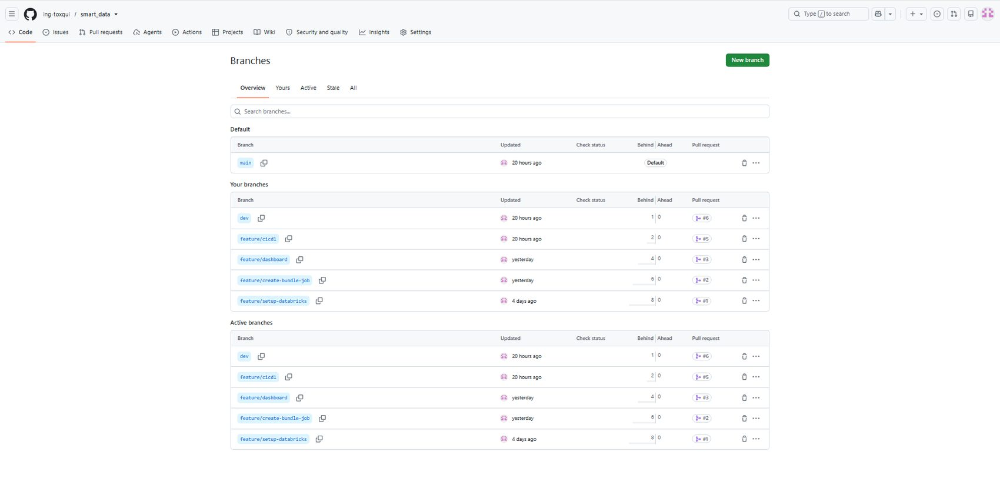 ing-toxqui / smart_data
Type / to search
Code Issues Pull requests Agents Actions Projects Wiki Security and quality Insights Settings
Branches
New branch
Overview Yours Active Stale All
Search branches...
Default
Branch Updated Check status Behind Ahead Pull request
main 20 hours ago Default
Your branches
Branch Updated Check status Behind Ahead Pull request
dev 20 hours ago 1 0 #6
feature/cicd1 20 hours ago 2 0 #5
feature/dashboard yesterday 4 0 #3
feature/create-bundle-job yesterday 6 0 #2
feature/setup-databricks 4 days ago 8 0 #1
Active branches
Branch Updated Check status Behind Ahead Pull request
dev 20 hours ago 1 0 #6
feature/cicd1 20 hours ago 2 0 #5
feature/dashboard yesterday 4 0 #3
feature/create-bundle-job yesterday 6 0 #2
feature/setup-databricks 4 days ago 8 0 #1